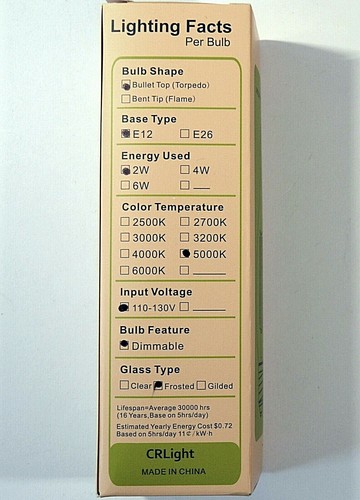 Lighting Facts
Per Bulb
Bulb Shape
Bullet Top (Torpedo)
Bent Tip (Flame)
Base Type
E12 E26
Energy Used
2W 4W
6W
Color Temperature
2500K 2700K
3000K 3200K
4000K 5000K
6000K
Input Voltage
110-130V
Bulb Feature
Dimmable
Glass Type
Clear Frosted Gilded
Lifespan=Average 30000 hrs
(16 Years,Base on 5hrs/day)
Estimated Yearly Energy Cost $0.72
Based on 5hrs/day 11¢/kW·h
CRLight
MADE IN CHINA